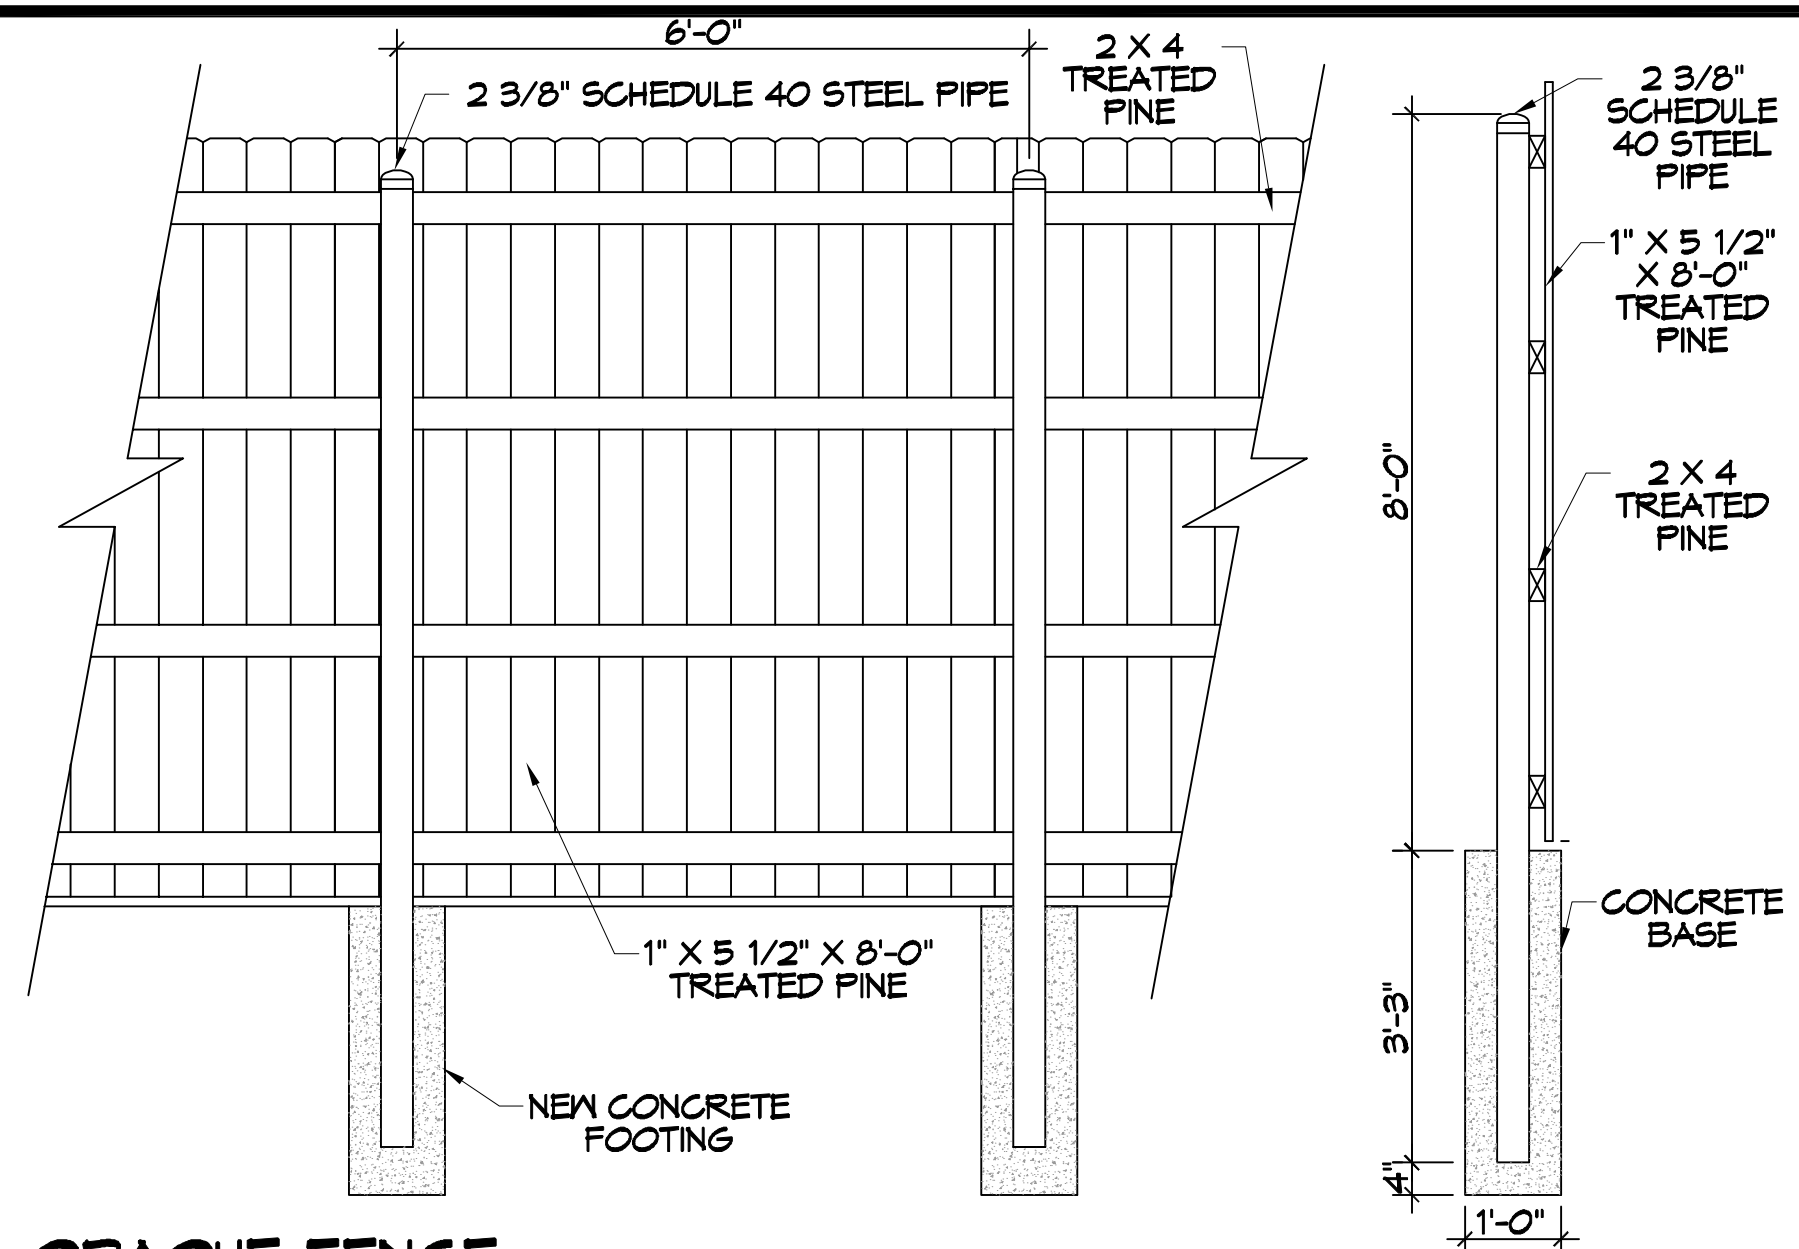 6'-0"
2 3/8" SCHEDULE 40 STEEL PIPE
2 X 4
TREATED
PINE
2 3/8"
SCHEDULE
40 STEEL
PIPE
1" X 5 1/2"
X 8'-0"
TREATED
PINE
8'-0"
2 X 4
TREATED
PINE
CONCRETE
BASE
1" X 5 1/2" X 8'-0"
TREATED PINE
3'-3"
NEW CONCRETE
FOOTING
4"
1'-0"
OPAQUE FENCE